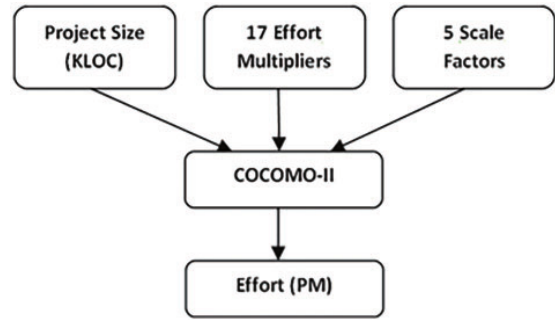 Project Size
(KLOC)
17 Effort
Multipliers
5 Scale
Factors
COCOMO-II
Effort (PM)